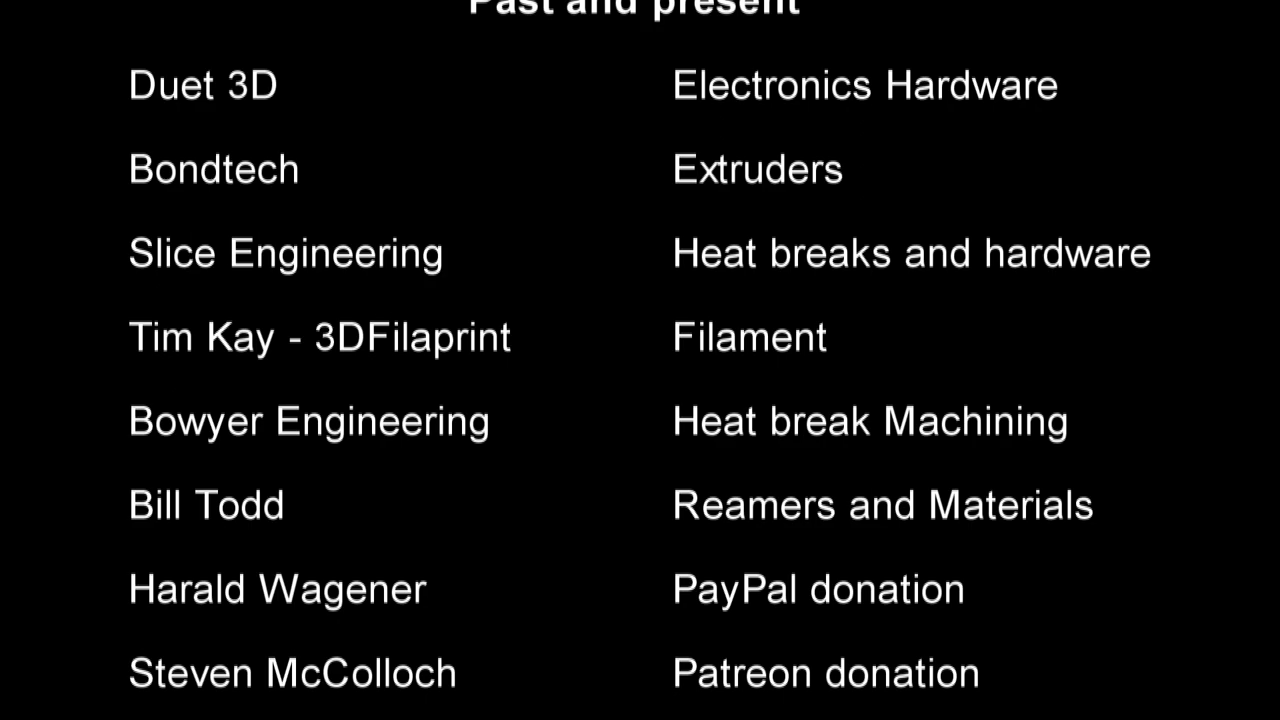 Past and present
Duet 3D Electronics Hardware
Bondtech Extruders
Slice Engineering Heat breaks and hardware
Tim Kay - 3DFilaprint Filament
Bowyer Engineering Heat break Machining
Bill Todd Reamers and Materials
Harald Wagener PayPal donation
Steven McColloch Patreon donation